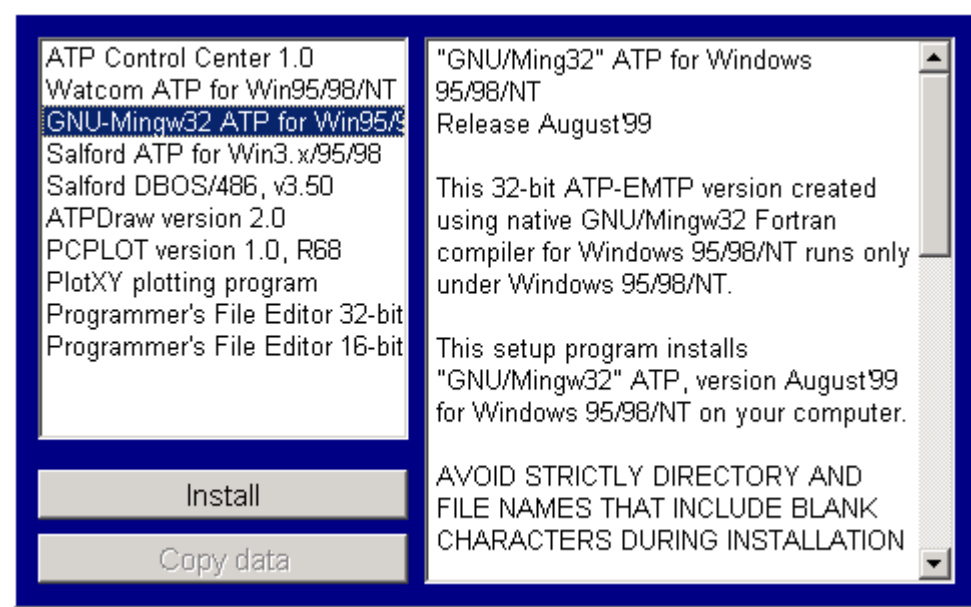 ATP Control Center 1.0
Watcom ATP for Win95/98/NT
GNU-Mingw32 ATP for Win95/9
Salford ATP for Win3.x/95/98
Salford DBOS/486, v3.50
ATPDraw version 2.0
PCPLOT version 1.0, R68
PlotXY plotting program
Programmer's File Editor 32-bit
Programmer's File Editor 16-bit
Install
Copy data
"GNU/Ming32" ATP for Windows
95/98/NT
Release August'99
This 32-bit ATP-EMTP version created
using native GNU/Mingw32 Fortran
compiler for Windows 95/98/NT runs only
under Windows 95/98/NT.
This setup program installs
"GNU/Mingw32" ATP, version August'99
for Windows 95/98/NT on your computer.
AVOID STRICTLY DIRECTORY AND
FILE NAMES THAT INCLUDE BLANK
CHARACTERS DURING INSTALLATION